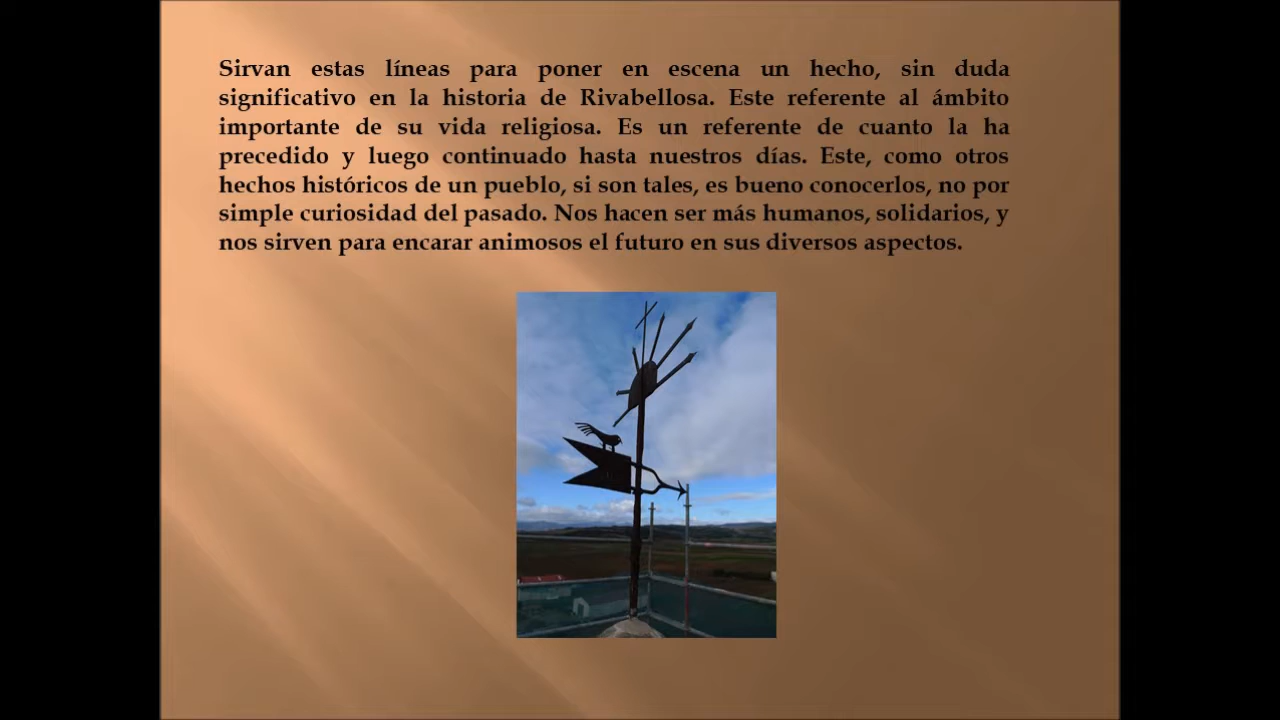 Sirvan estas líneas para poner en escena un hecho, sin duda
significativo en la historia de Rivabellosa. Este referente al ámbito
importante de su vida religiosa. Es un referente de cuanto la ha
precedido y luego continuado hasta nuestros días. Este, como otros
hechos históricos de un pueblo, si son tales, es bueno conocerlos, no por
simple curiosidad del pasado. Nos hacen ser más humanos, solidarios, y
nos sirven para encarar animosos el futuro en sus diversos aspectos.